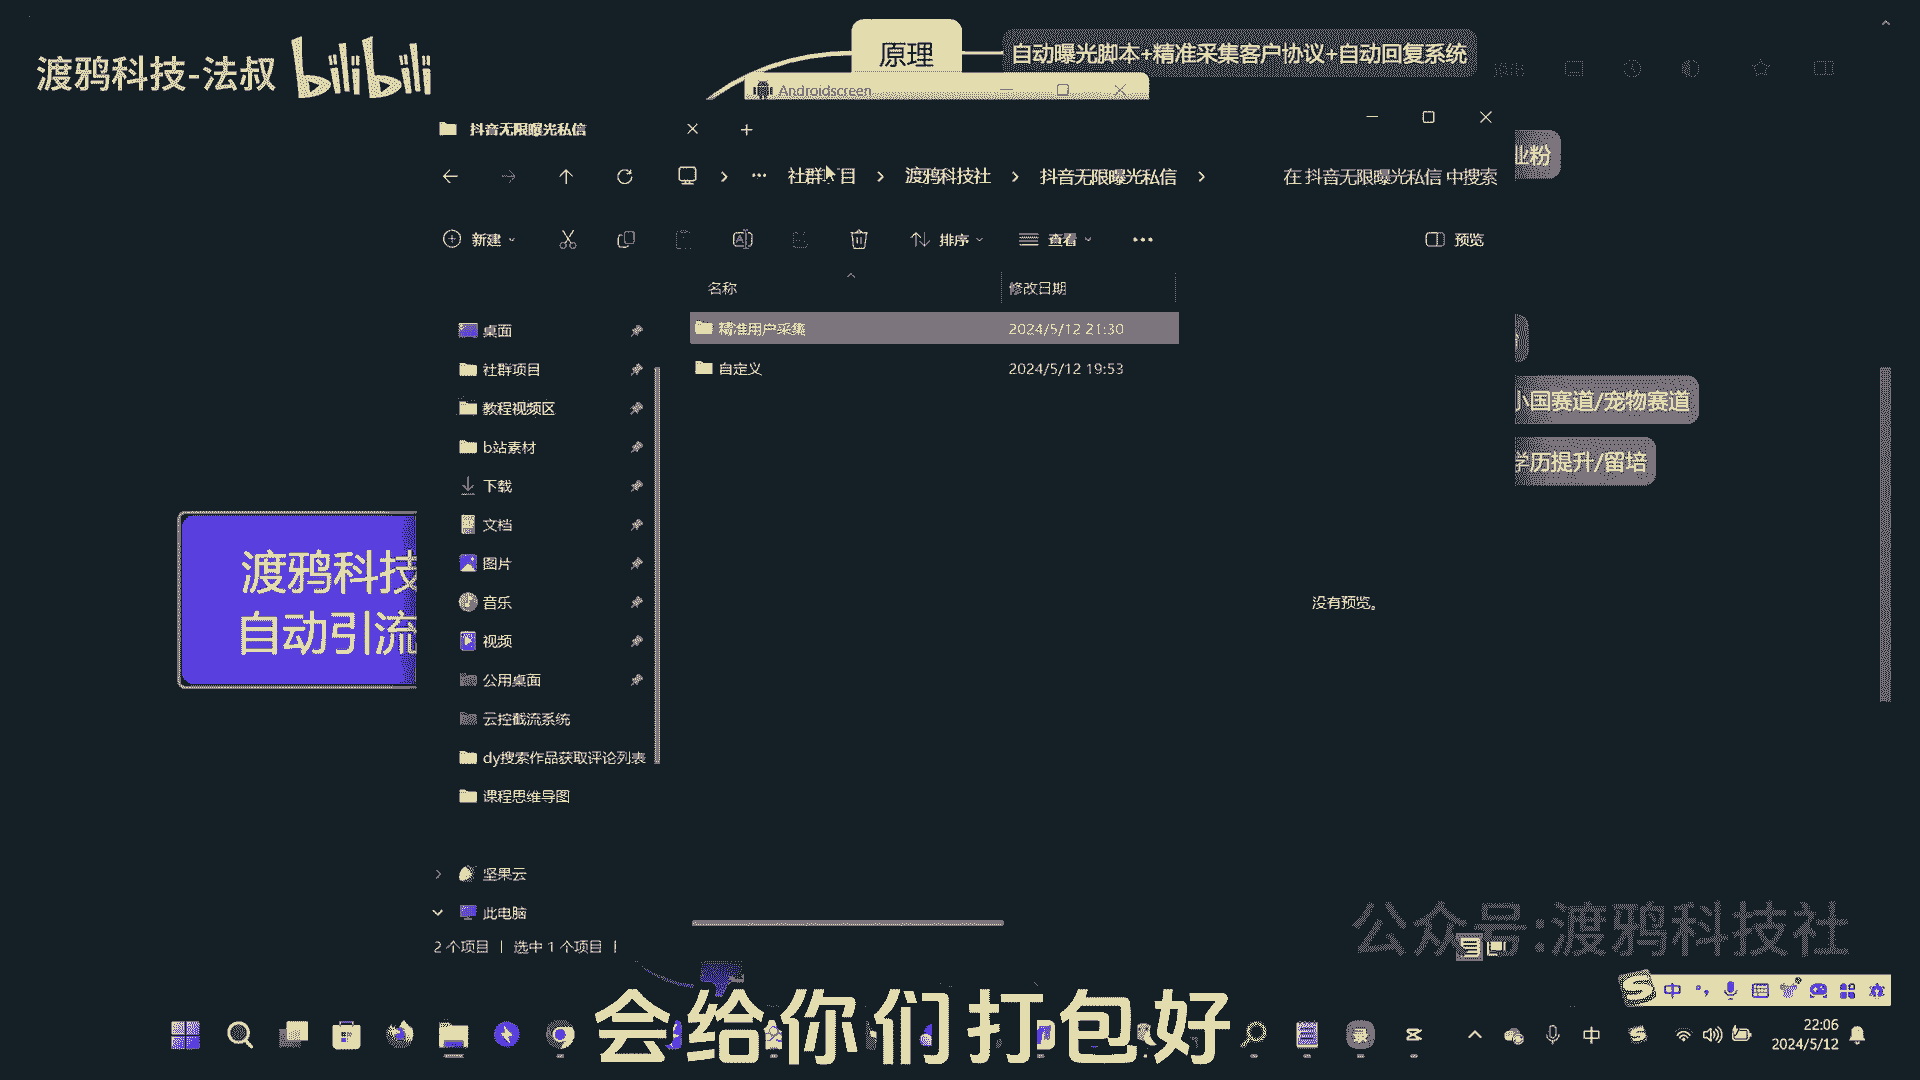 渡鸦科技-法叔 bilibili
原理
自动曝光脚本+精准采集客户协议+自动回复系统
Androidscreen
抖音无限曝光私信
社群项目 渡鸦科技社 抖音无限曝光私信
在 抖音无限曝光私信 中搜索
业粉
新建
排序
查看
预览
名称
修改日期
精准用户采集 2024/5/12 21:30
自定义 2024/5/12 19:53
桌面
社群项目
教程视频区
b站素材
下载
文档
图片
音乐
视频
公用桌面
云控截流系统
dy搜索作品获取评论列表
课程思维导图
坚果云
此电脑
2 个项目 选中 1 个项目
小国赛道/宠物赛道
学历提升/留培
渡鸦科技
自动引流
没有预览。
公众号:渡鸦科技社
中
会给你们打包好
中
22:06
2024/5/12